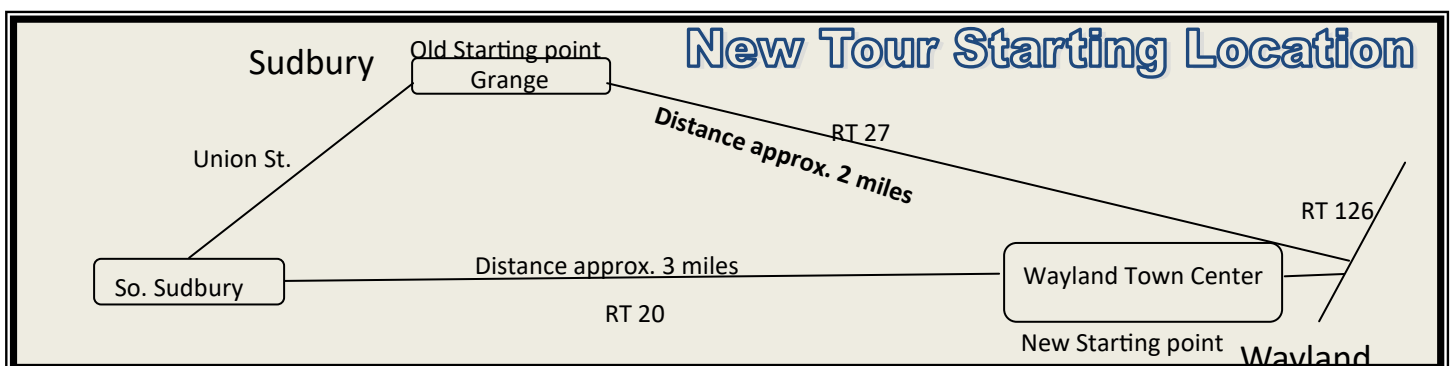 New Tour Starting Location
Sudbury
Old Starting point
Grange
RT 27
Distance approx. 2 miles
Union St.
RT 126
Distance approx. 3 miles
So. Sudbury
Wayland Town Center
RT 20
New Starting point
Wayland